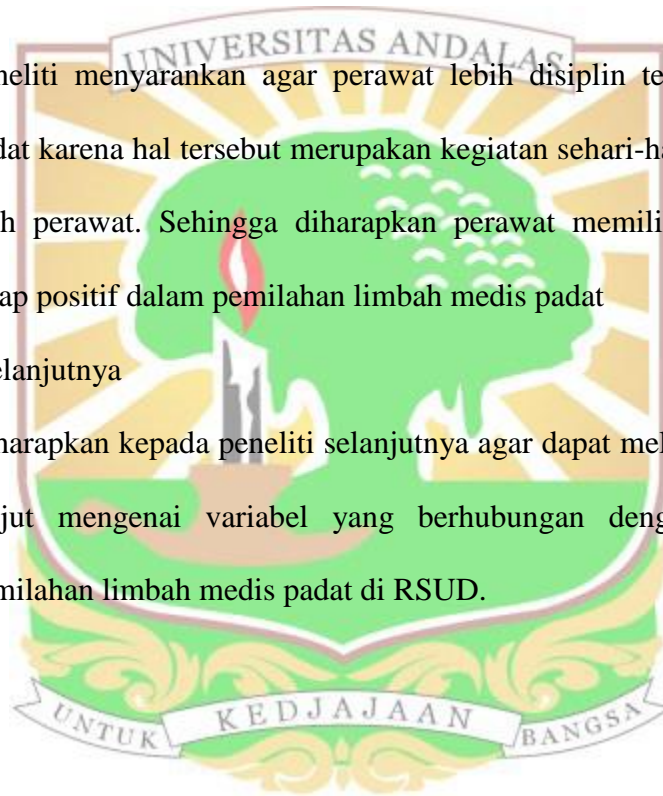 UNIVERSITAS ANDALAS
neliti menyarankan agar perawat lebih disiplin te
dat karena hal tersebut merupakan kegiatan sehari-ha
h perawat. Sehingga diharapkan perawat memili
ap positif dalam pemilahan limbah medis padat
elanjutnya
harapkan kepada peneliti selanjutnya agar dapat mel
jut mengenai variabel yang berhubungan deng
milahan limbah medis padat di RSUD.
UNTUK KEDJAJAAN BANGSA